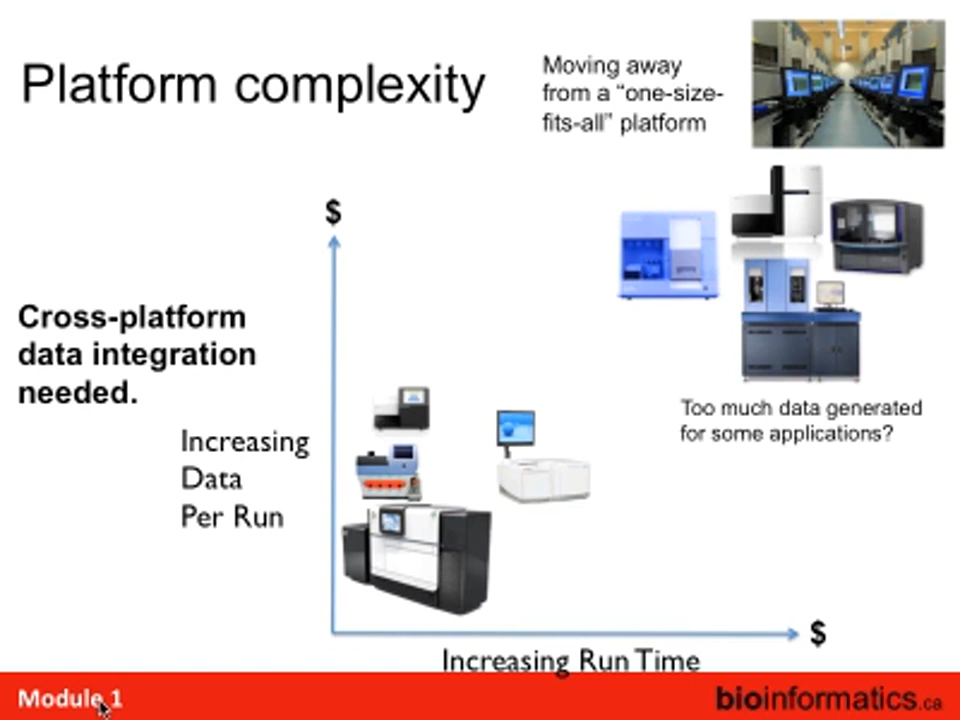 Platform complexity
Moving away
from a “one-size-
fits-all” platform
$
Cross-platform
data integration
needed.
Too much data generated
for some applications?
Increasing
Data
Per Run
$
Increasing Run Time
Module 1
bioinformatics.ca